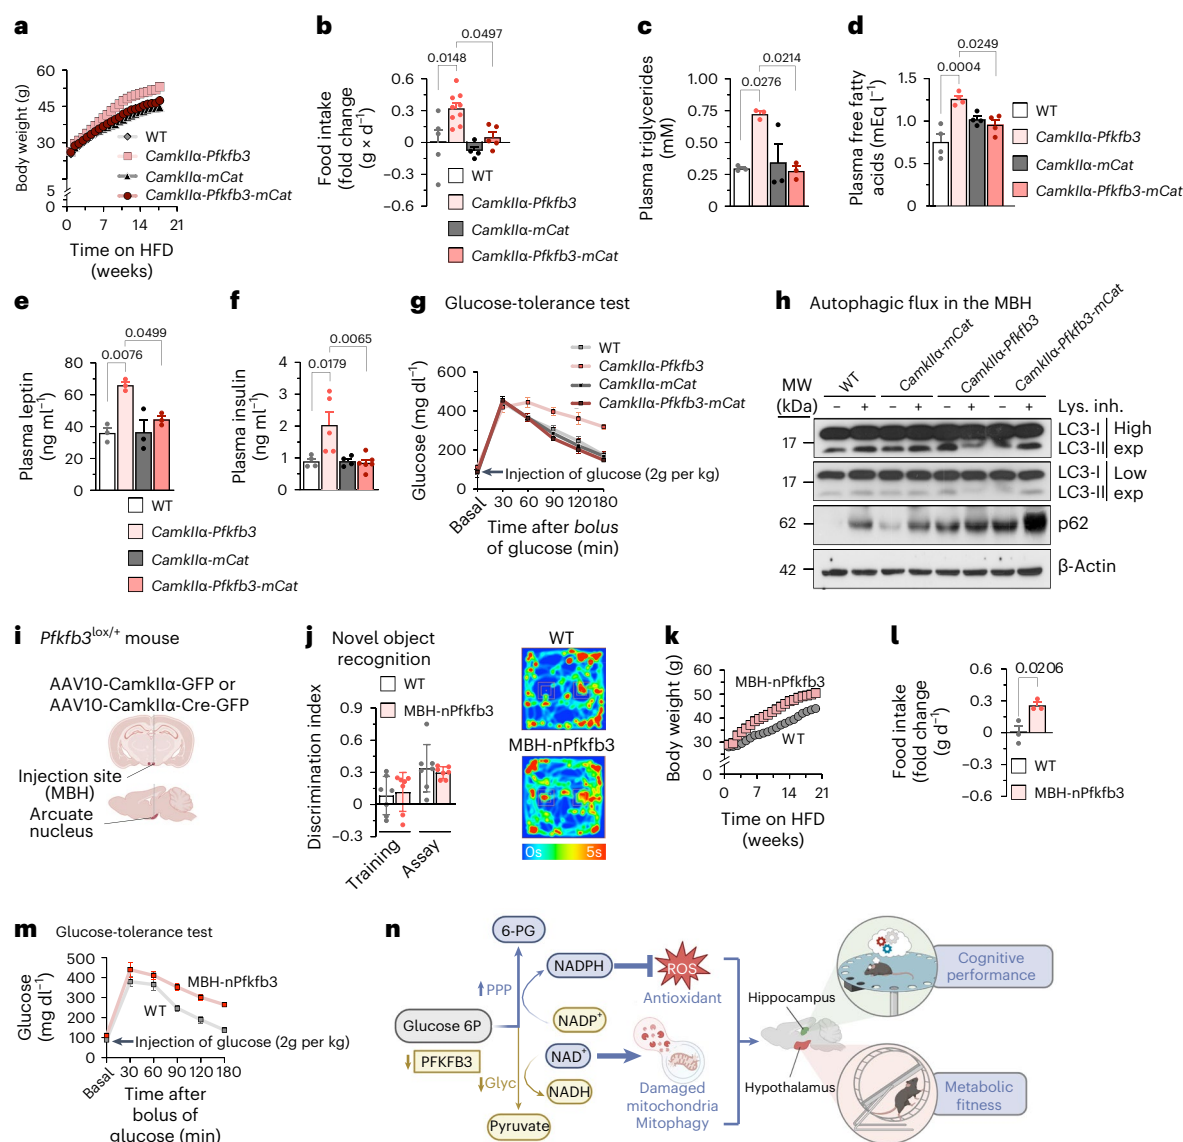 a
Body weight (g)
60
45
30
5
0
0 7 14 21
Time on HFD
(weeks)
WT
CamkIIα-Pfkfb3
CamkIIα-mCat
CamkIIα-Pfkfb3-mCat
b
Food intake
(fold change)
(g × d⁻¹)
0.0497
0.0148
0.6
0.3
0
−0.3
−0.6
WT
CamkIIα-Pfkfb3
CamkIIα-mCat
CamkIIα-Pfkfb3-mCat
c
Plasma triglycerides
(mM)
0.0214
0.0276
1.00
0.75
0.50
0.25
0
d
Plasma free fatty
acids (mEq l⁻¹)
0.0249
0.0004
1.5
1.0
0.5
0
WT
CamkIIα-Pfkfb3
CamkIIα-mCat
CamkIIα-Pfkfb3-mCat
e
Plasma leptin
(ng ml⁻¹)
0.0499
0.0076
80
60
40
20
0
WT
CamkIIα-Pfkfb3
CamkIIα-mCat
CamkIIα-Pfkfb3-mCat
f
Plasma insulin
(ng ml⁻¹)
0.0065
0.0179
4
3
2
1
0
g Glucose-tolerance test
WT
CamkIIα-Pfkfb3
CamkIIα-mCat
CamkIIα-Pfkfb3-mCat
Glucose (mg dl⁻¹)
600
400
200
0
Injection of glucose (2g per kg)
Basal 30 60 90 120 180
Time after bolus
of glucose (min)
h Autophagic flux in the MBH
WT
CamkIIα-mCat
CamkIIα-Pfkfb3
CamkIIα-Pfkfb3-mCat
MW
(kDa)
− + − + − + − + Lys. inh.
17
LC3-I
LC3-II
High
exp
17
LC3-I
LC3-II
Low
exp
62 p62
42 β-Actin
i Pfkfb3lox/+ mouse
AAV10-CamkIIα-GFP or
AAV10-CamkIIα-Cre-GFP
Injection site
(MBH)
Arcuate
nucleus
j Novel object
recognition
WT
MBH-nPfkfb3
Discrimination index
0.9
0.6
0.3
0
−0.3
Training Assay
WT
MBH-nPfkfb3
0s 5s
k
Body weight (g)
60
50
40
30
0
MBH-nPfkfb3
WT
0 7 14 21
Time on HFD
(weeks)
l
Food intake
(fold change)
(g d⁻¹)
0.0206
0.6
0.3
0
−0.3
−0.6
WT
MBH-nPfkfb3
m Glucose-tolerance test
Glucose
(mg dl⁻¹)
500
400
300
200
100
0
MBH-nPfkfb3
WT
Injection of glucose (2g per kg)
Basal 30 60 90 120 180
Time after
bolus of
glucose (min)
n
6-PG
PPP
NADPH
ROS
Antioxidant
Glucose 6P
NADP⁺
PFKFB3
Glyc
NAD⁺
NADH
Pyruvate
Damaged
mitochondria
Mitophagy
Hippocampus
Hypothalamus
Cognitive
performance
Metabolic
fitness